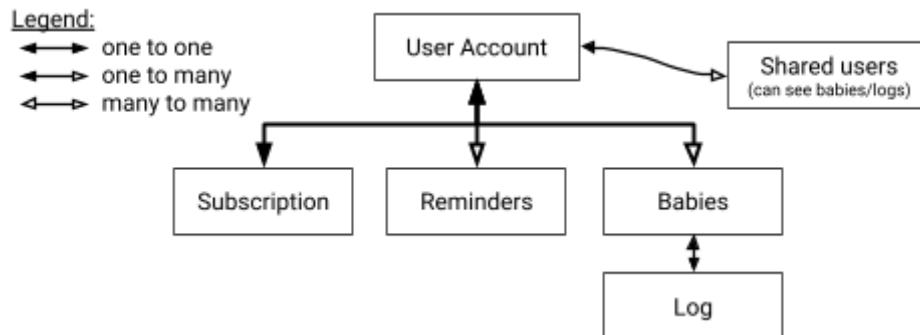 Legend:
one to one
one to many
many to many
User Account
Shared users
(can see babies/logs)
Subscription
Reminders
Babies
Log